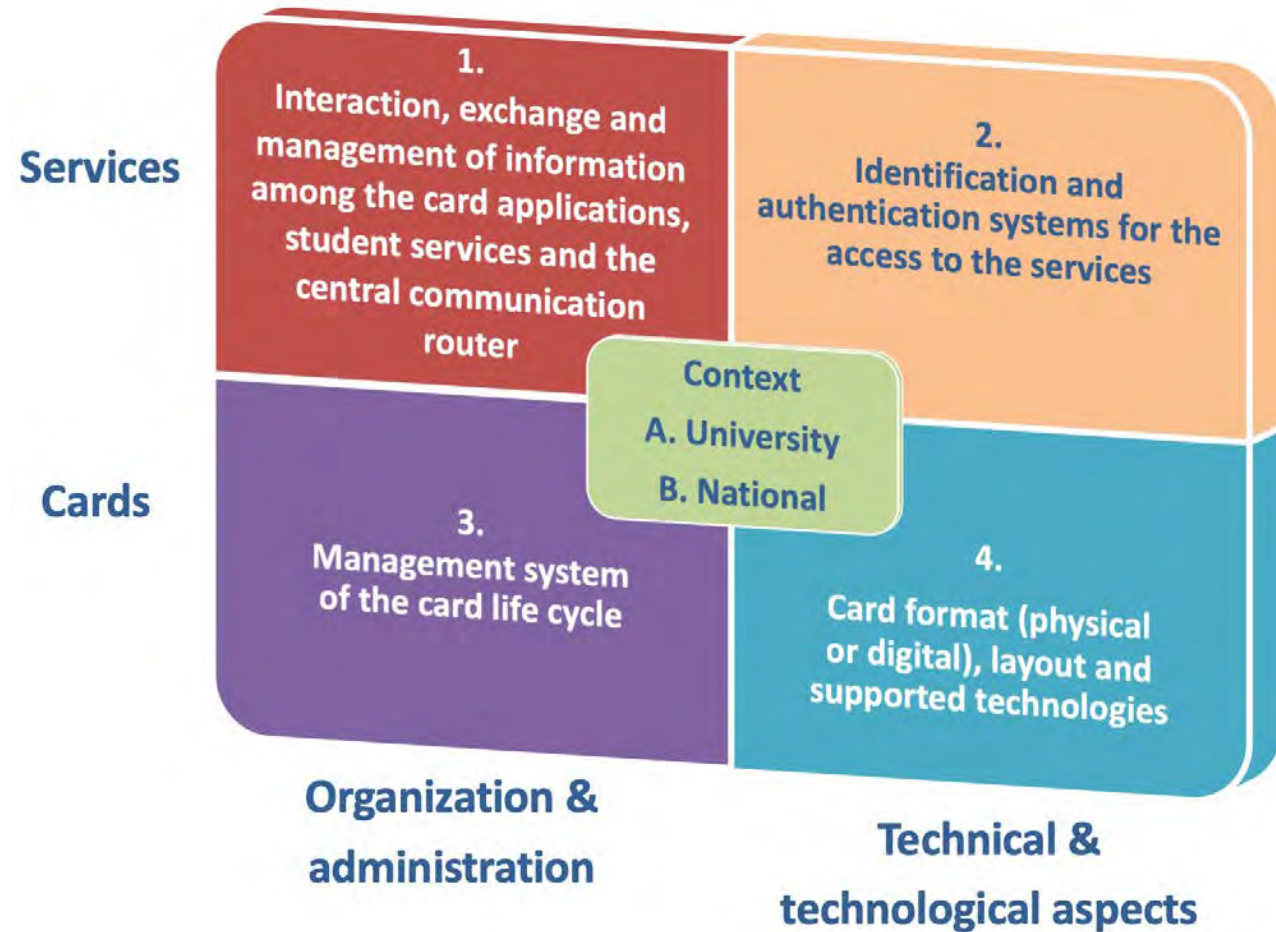 Services
1.
Interaction, exchange and
management of information
among the card applications,
student services and the
central communication
router
2.
Identification and
authentication systems for the
access to the services
Context
A. University
B. National
Cards
3.
Management system
of the card life cycle
4.
Card format (physical
or digital), layout and
supported technologies
Organization &
administration
Technical &
technological aspects